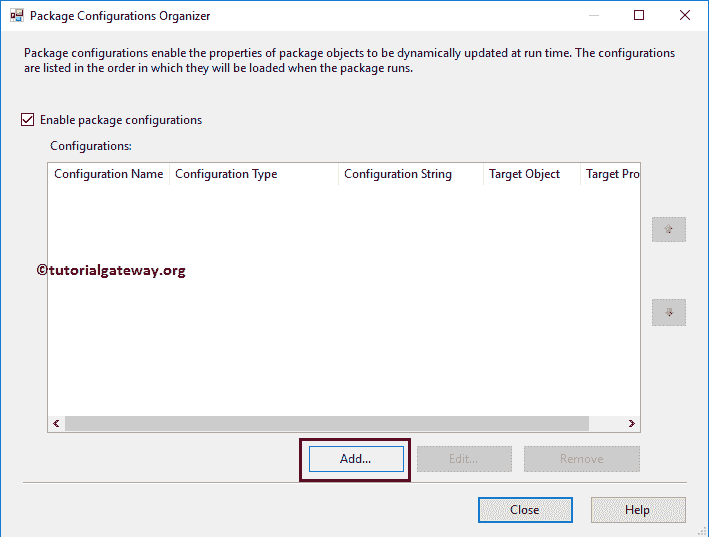 Package Configurations Organizer
Package configurations enable the properties of package objects to be dynamically updated at run time. The configurations
are listed in the order in which they will be loaded when the package runs.
Enable package configurations
Configurations:
Configuration Name Configuration Type Configuration String Target Object Target Pro
©tutorialgateway.org
Add... Edit... Remove
Close Help